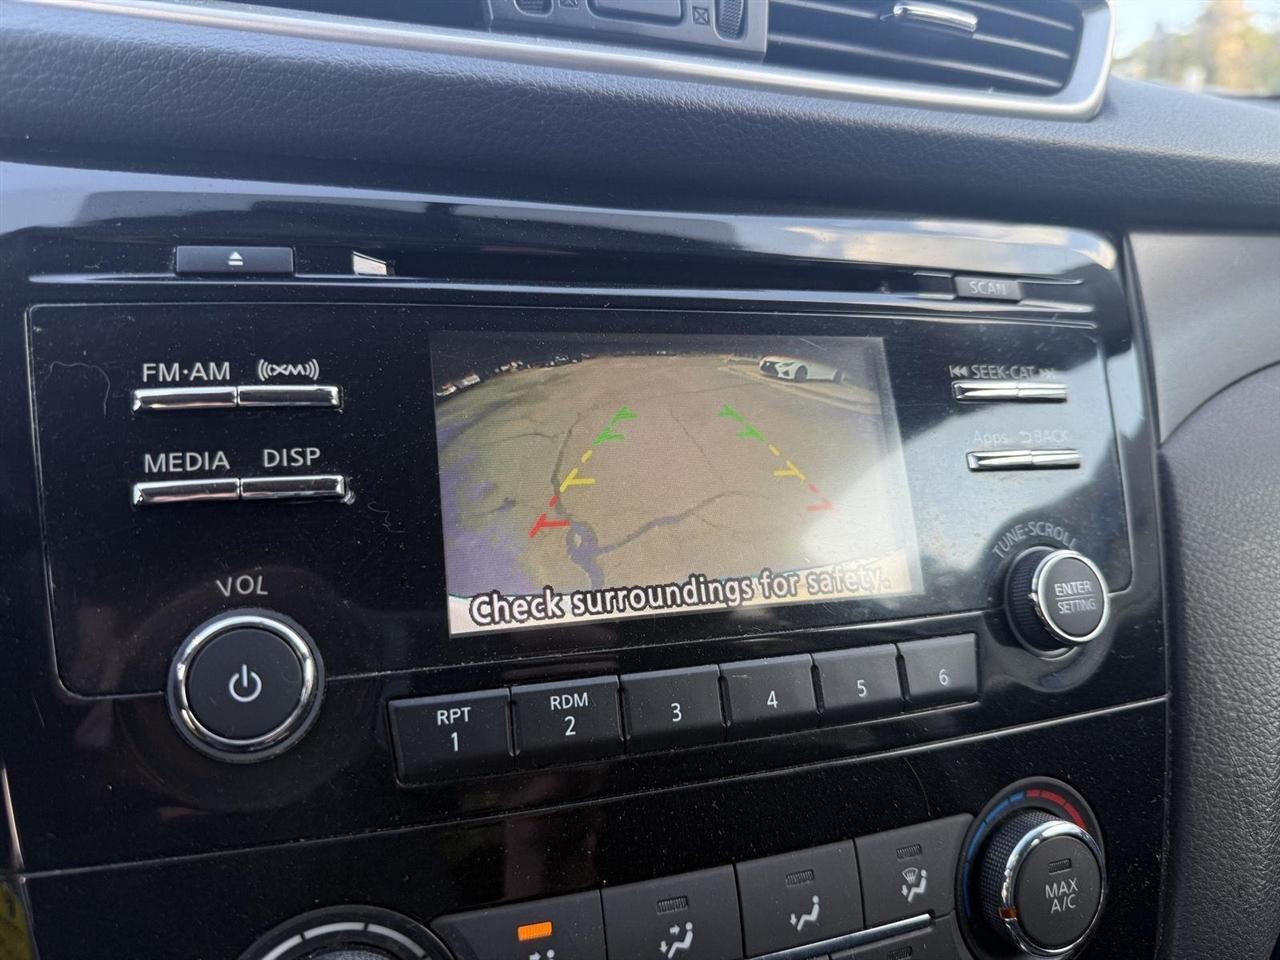 SCAN
FM·AM
((XM))
SEEK·CAT
MEDIA
DISP
Apps
BACK
TUNE·SCROLL
ENTER
SETTING
Check surroundings for safety.
VOL
RPT
1
RDM
2
3
4
5
6
MAX
A/C